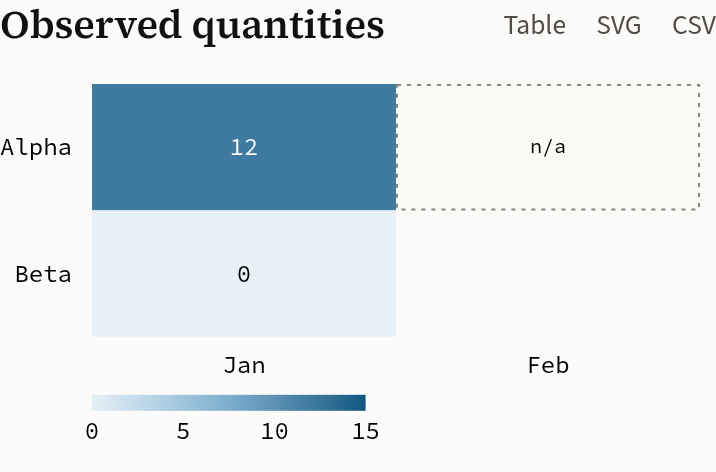 Observed quantities
Table SVG CSV
Alpha 12 n/a
Beta 0
Jan Feb
0 5 10 15